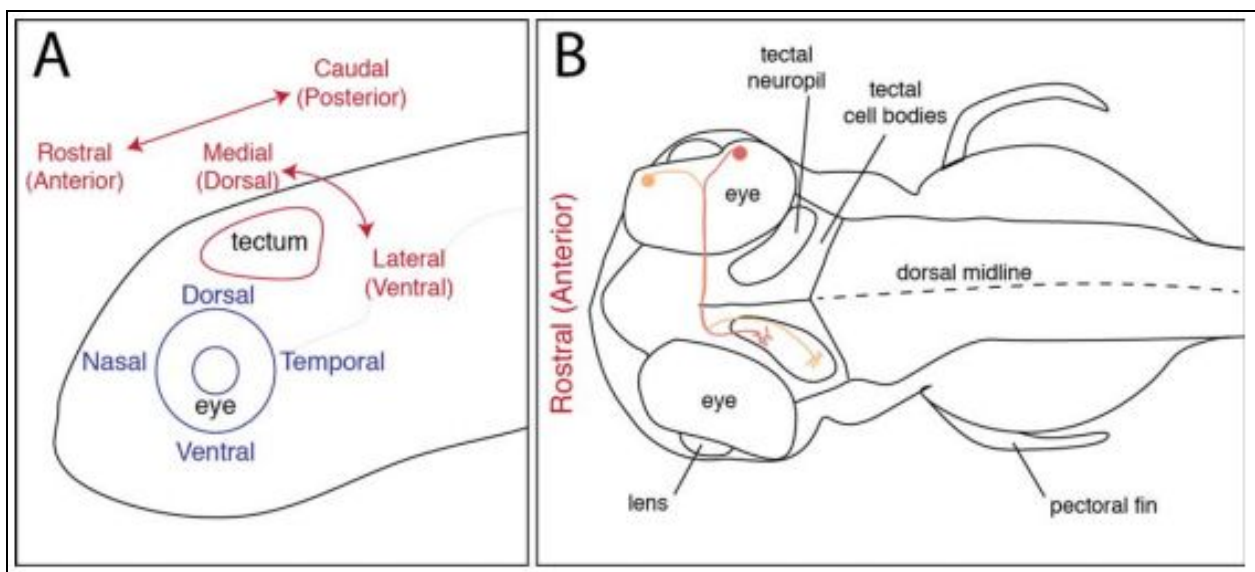 A
Caudal
(Posterior)
Rostral
(Anterior)
Medial
(Dorsal)
tectum
Lateral
(Ventral)
Dorsal
Nasal
Temporal
eye
Ventral
B
tectal
neuropil
tectal
cell bodies
Rostral (Anterior)
eye
dorsal midline
eye
lens
pectoral fin